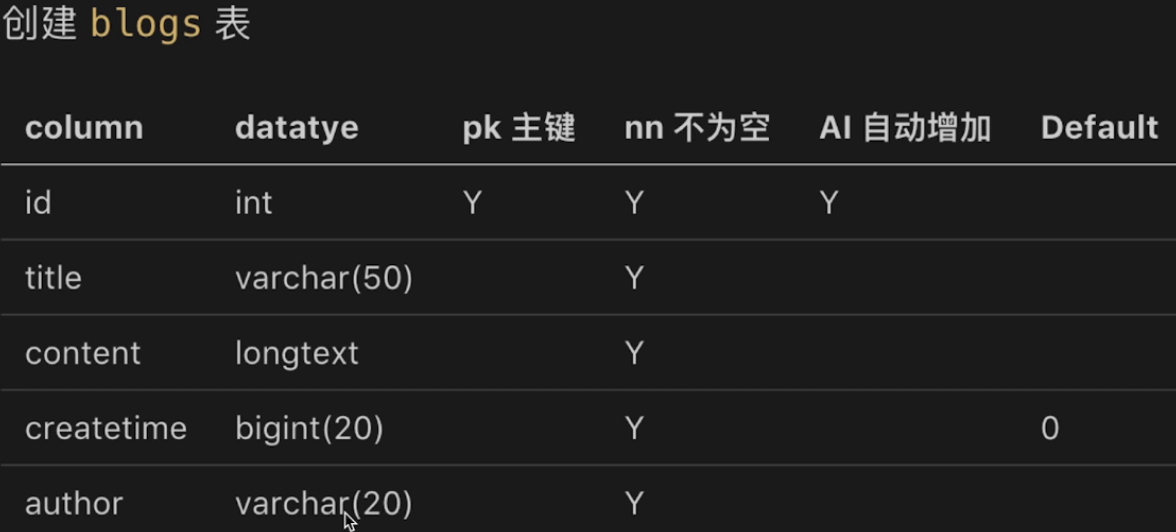 创建 blogs 表
column datatye pk 主键 nn 不为空 AI 自动增加 Default
id int Y Y Y
title varchar(50) Y
content longtext Y
createtime bigint(20) Y 0
author varchar(20) Y